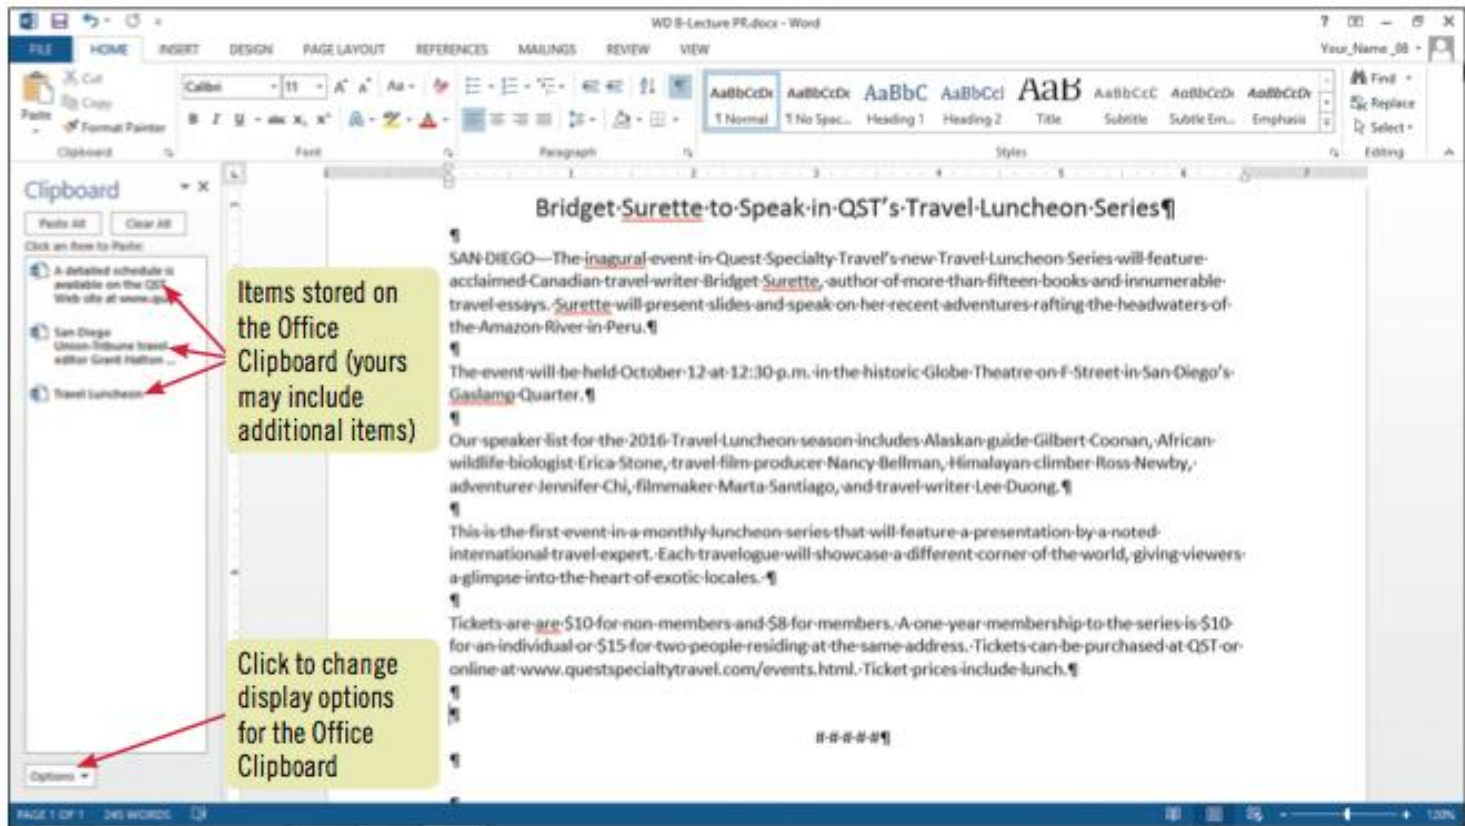 WD 8-Lecture PR.docx - Word
FILE HOME INSERT DESIGN PAGE LAYOUT REFERENCES MAILINGS REVIEW VIEW
Your_Name_08
Cut
Copy
Paste
Format Painter
Calibri 11
AaBbCcDc AaBbCcDc AaBbC AaBbCcI AaB AaBbCcC AaBbCcDc AaBbCcDc
¶ Normal ¶ No Spac... Heading 1 Heading 2 Title Subtitle Subtle Em... Emphasis
Find
Replace
Select
Clipboard Font Paragraph Styles Editing
Clipboard
Paste All Clear All
Click an Item to Paste:
A detailed schedule is
available on the QST
Web site at www.que
San Diego
Union-Tribune travel
editor Grant Hatton ...
Travel Luncheon
Options
Items stored on
the Office
Clipboard (yours
may include
additional items)
Click to change
display options
for the Office
Clipboard
Bridget·Surette·to·Speak·in·QST's·Travel·Luncheon·Series¶
¶
SAN·DIEGO—The·inagural·event·in·Quest·Specialty·Travel's·new·Travel·Luncheon·Series·will·feature·
acclaimed·Canadian·travel·writer·Bridget·Surette,·author·of·more·than·fifteen·books·and·innumerable·
travel·essays.·Surette·will·present·slides·and·speak·on·her·recent·adventures·rafting·the·headwaters·of·
the·Amazon·River·in·Peru.¶
¶
The·event·will·be·held·October·12·at·12:30·p.m.·in·the·historic·Globe·Theatre·on·F·Street·in·San·Diego's·
Gaslamp·Quarter.¶
¶
Our·speaker·list·for·the·2016·Travel·Luncheon·season·includes·Alaskan·guide·Gilbert·Coonan,·African·
wildlife·biologist·Erica·Stone,·travel·film·producer·Nancy·Bellman,·Himalayan·climber·Ross·Newby,·
adventurer·Jennifer·Chi,·filmmaker·Marta·Santiago,·and·travel·writer·Lee·Duong.¶
¶
This·is·the·first·event·in·a·monthly·luncheon·series·that·will·feature·a·presentation·by·a·noted·
international·travel·expert.·Each·travelogue·will·showcase·a·different·corner·of·the·world,·giving·viewers·
a·glimpse·into·the·heart·of·exotic·locales.·¶
¶
Tickets·are·are·$10·for·non-members·and·$8·for·members.·A·one-year·membership·to·the·series·is·$10·
for·an·individual·or·$15·for·two·people·residing·at·the·same·address.·Tickets·can·be·purchased·at·QST·or·
online·at·www.questspecialtytravel.com/events.html.·Ticket·prices·include·lunch.¶
¶
¶
#·#·#·#·#¶
¶
PAGE 1 OF 1 245 WORDS 120%